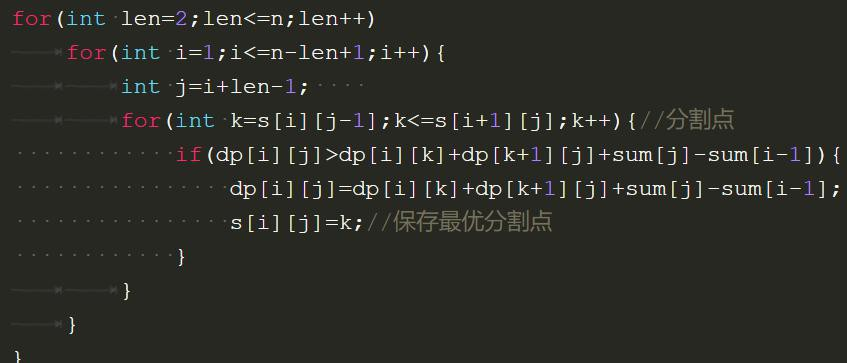 for(int len=2;len<=n;len++)
for(int i=1;i<=n-len+1;i++){
int j=i+len-1;
for(int k=s[i][j-1];k<=s[i+1][j];k++){//分割点
if(dp[i][j]>dp[i][k]+dp[k+1][j]+sum[j]-sum[i-1]){
dp[i][j]=dp[i][k]+dp[k+1][j]+sum[j]-sum[i-1];
s[i][j]=k;//保存最优分割点
}
}
}
}